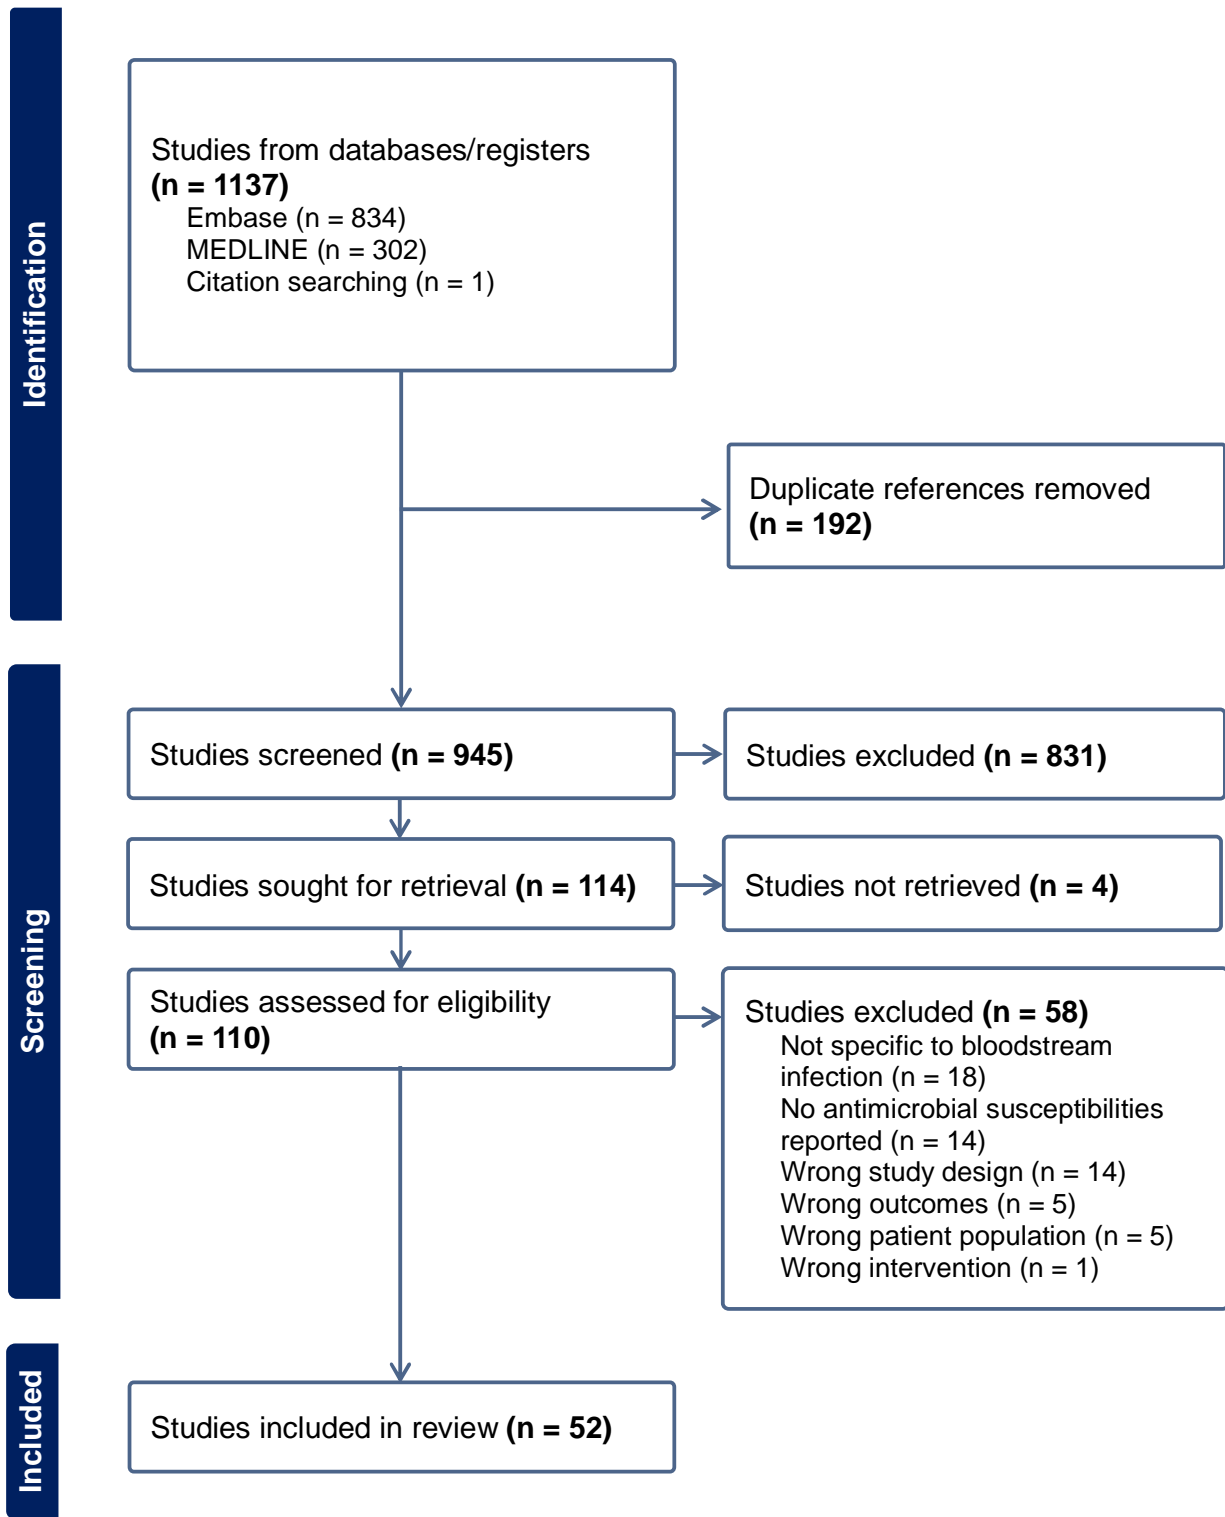 Identification
Studies from databases/registers
(n = 1137)
Embase (n = 834)
MEDLINE (n = 302)
Citation searching (n = 1)
Duplicate references removed
(n = 192)
Screening
Studies screened (n = 945)
Studies excluded (n = 831)
Studies sought for retrieval (n = 114)
Studies not retrieved (n = 4)
Studies assessed for eligibility
(n = 110)
Studies excluded (n = 58)
Not specific to bloodstream
infection (n = 18)
No antimicrobial susceptibilities
reported (n = 14)
Wrong study design (n = 14)
Wrong outcomes (n = 5)
Wrong patient population (n = 5)
Wrong intervention (n = 1)
Included
Studies included in review (n = 52)